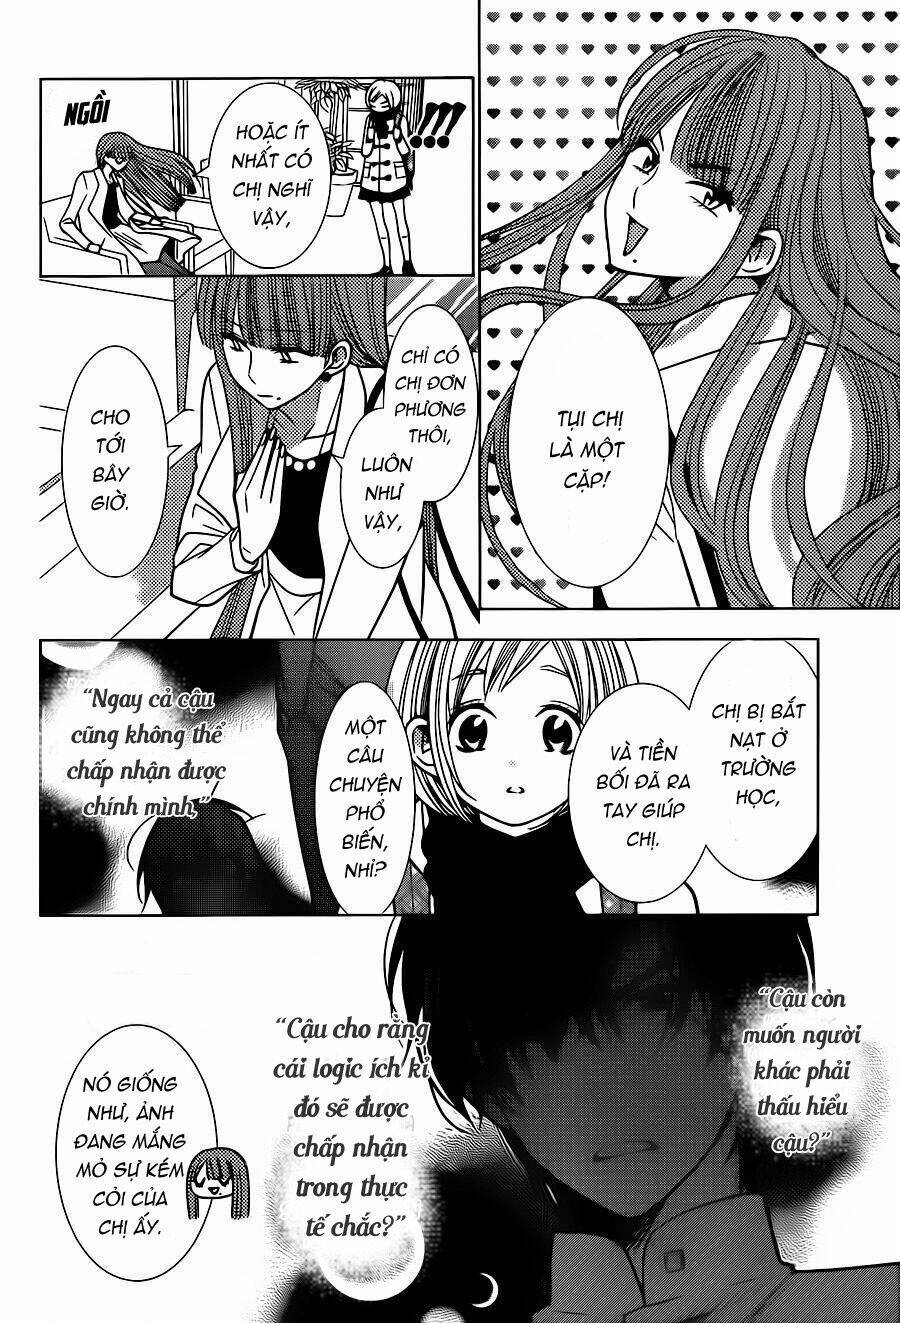 TỤI CHỊ
LÀ MỘT
CẶP!
NGỒI
HOẶC ÍT
NHẤT CÓ
CHỊ NGHĨ
VẬY,
!!!
CHỈ CÓ
CHỊ ĐƠN
PHƯƠNG
THÔI,
LUÔN
NHƯ
VẬY,
CHO
TỚI
BÂY
GIỜ.
CHỊ BỊ BẮT
NẠT Ở
TRƯỜNG
HỌC,
VÀ TIỀN
BỐI ĐÃ RA
TAY GIÚP
CHỊ.
MỘT
CÂU
CHUYỆN
PHỔ
BIẾN,
NHỈ?
“Ngay cả cậu
cũng không thể
chấp nhận được
chính mình,”
“Cậu còn
muốn người
khác phải
thấu hiểu
cậu?”
“Cậu cho rằng
cái logic ích kỉ
đó sẽ được
chấp nhận
trong thực
tế chắc?”
NÓ GIỐNG
NHƯ, ẢNH
ĐANG MẮNG
MỎ SỰ KÉM
CỎI CỦA
CHỊ ẤY.